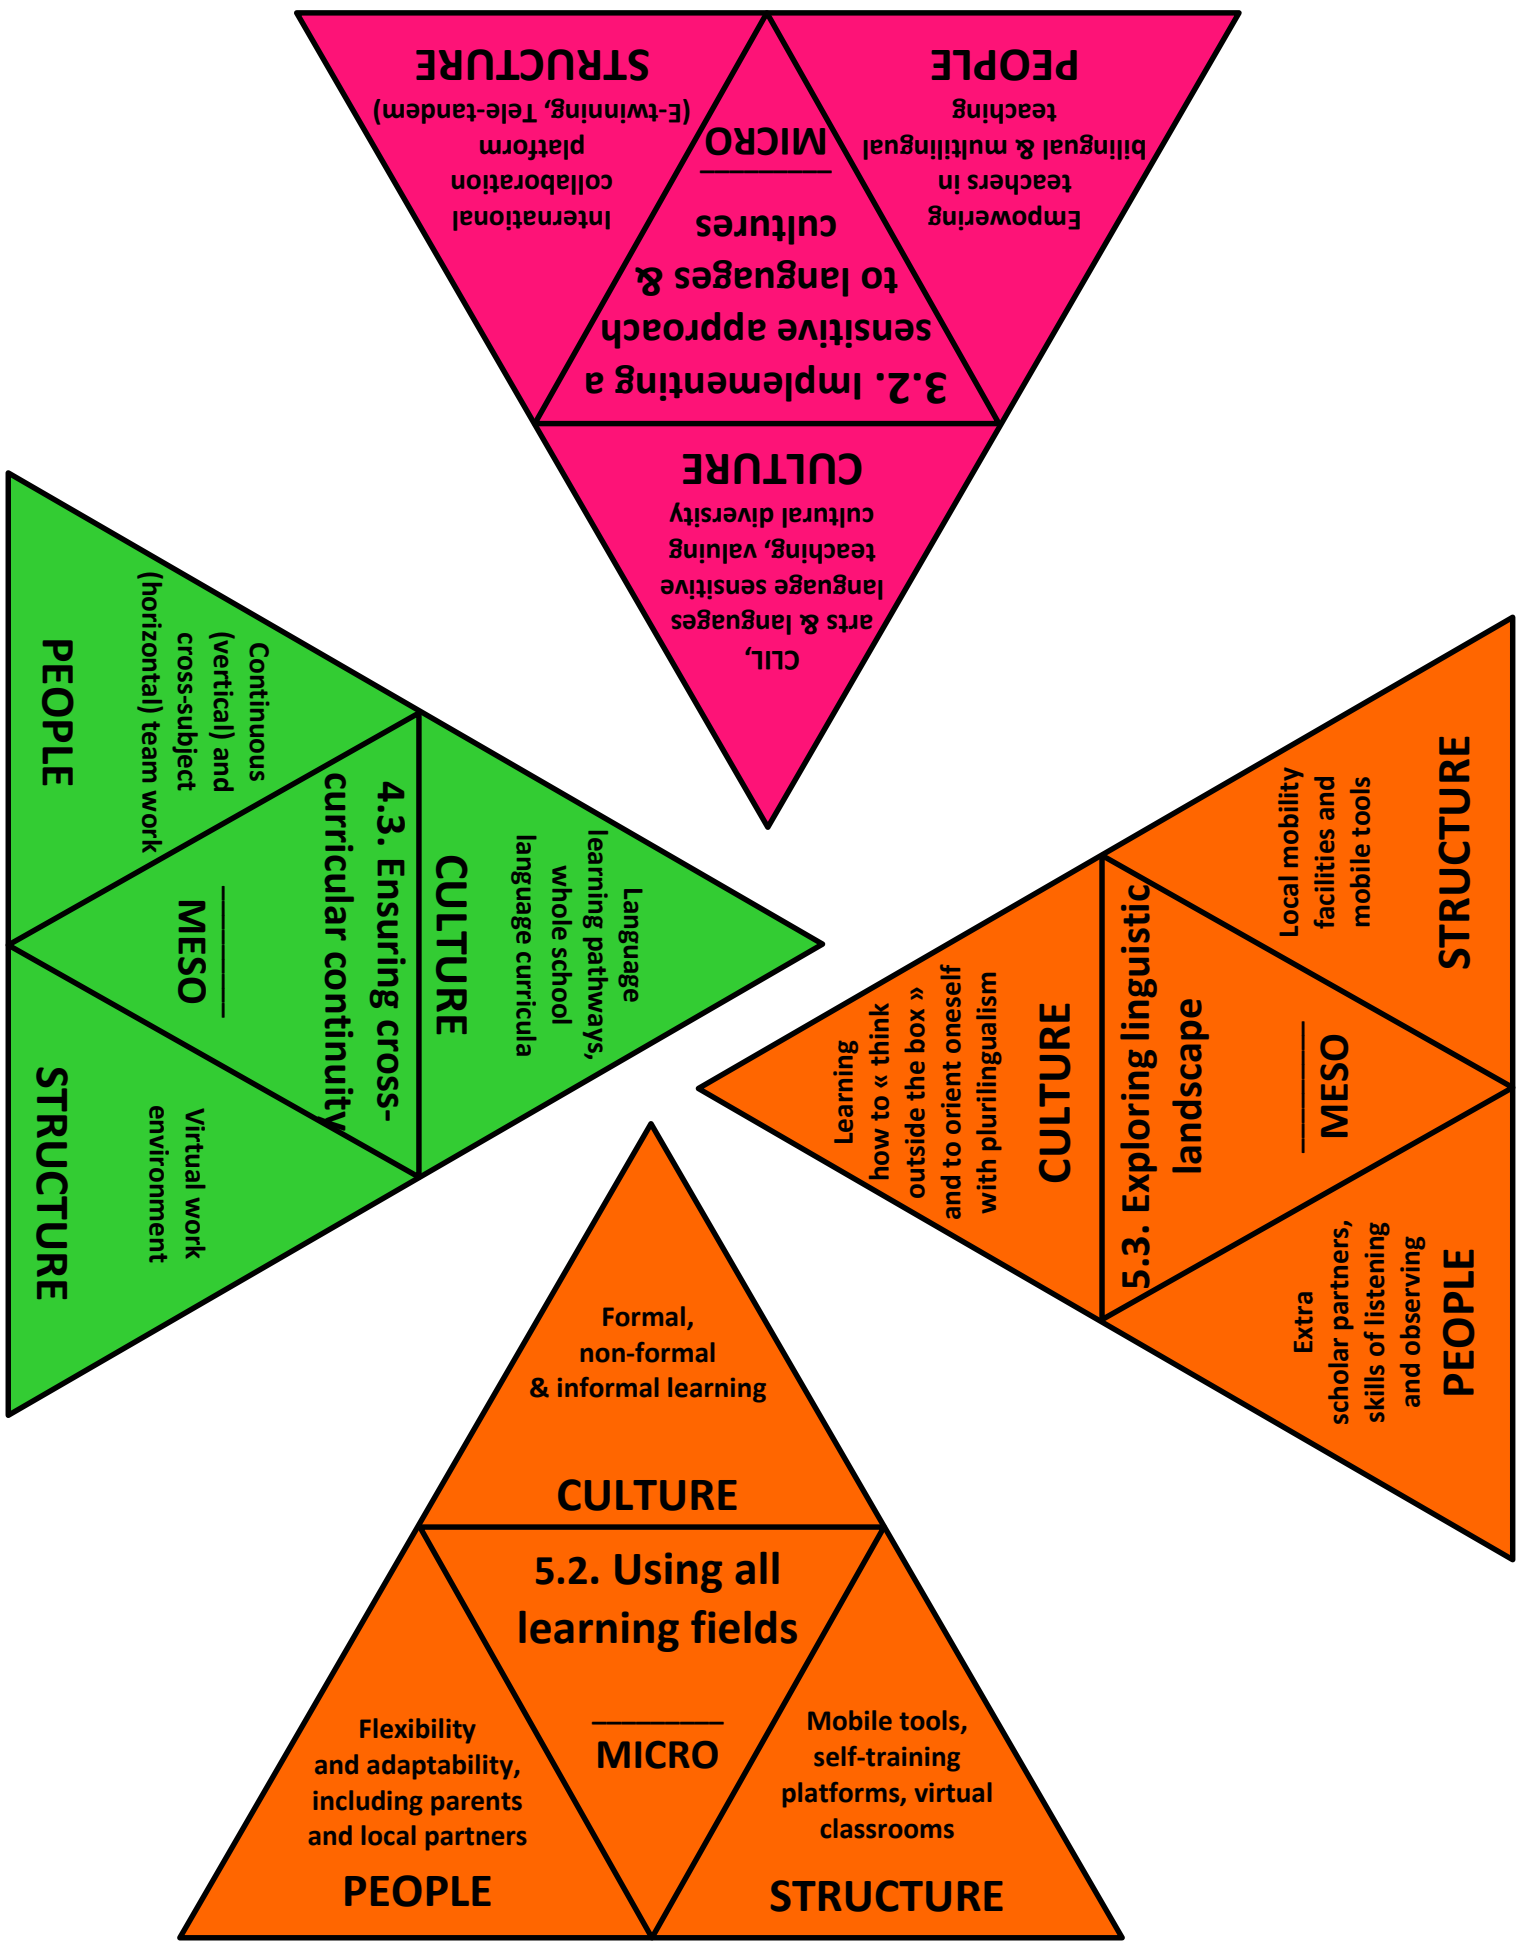 STRUCTURE
(E-twinning, Tele-tandem)
platform
collaboration
International
PEOPLE
teaching
bilingual & multilingual
teachers in
Empowering
MICRO
__________
cultures
to languages &
sensitive approach
3.2. Implementing a
CULTURE
cultural diversity
teaching, valuing
language sensitive
arts & languages
CLIL,
Continuous
(vertical) and
cross-subject
(horizontal) team work
PEOPLE
4.3. Ensuring cross-
curricular continuity
__________
MESO
Language
learning pathways,
whole school
language curricula
CULTURE
Virtual work
environment
STRUCTURE
Local mobility
facilities and
mobile tools
STRUCTURE
Learning
how to « think
outside the box »
and to orient oneself
with plurilingualism
CULTURE
5.3. Exploring linguistic
landscape
__________
MESO
Extra
scholar partners,
skills of listening
and observing
PEOPLE
Formal,
non-formal
& informal learning
CULTURE
5.2. Using all
learning fields
__________
MICRO
Flexibility
and adaptability,
including parents
and local partners
PEOPLE
Mobile tools,
self-training
platforms, virtual
classrooms
STRUCTURE